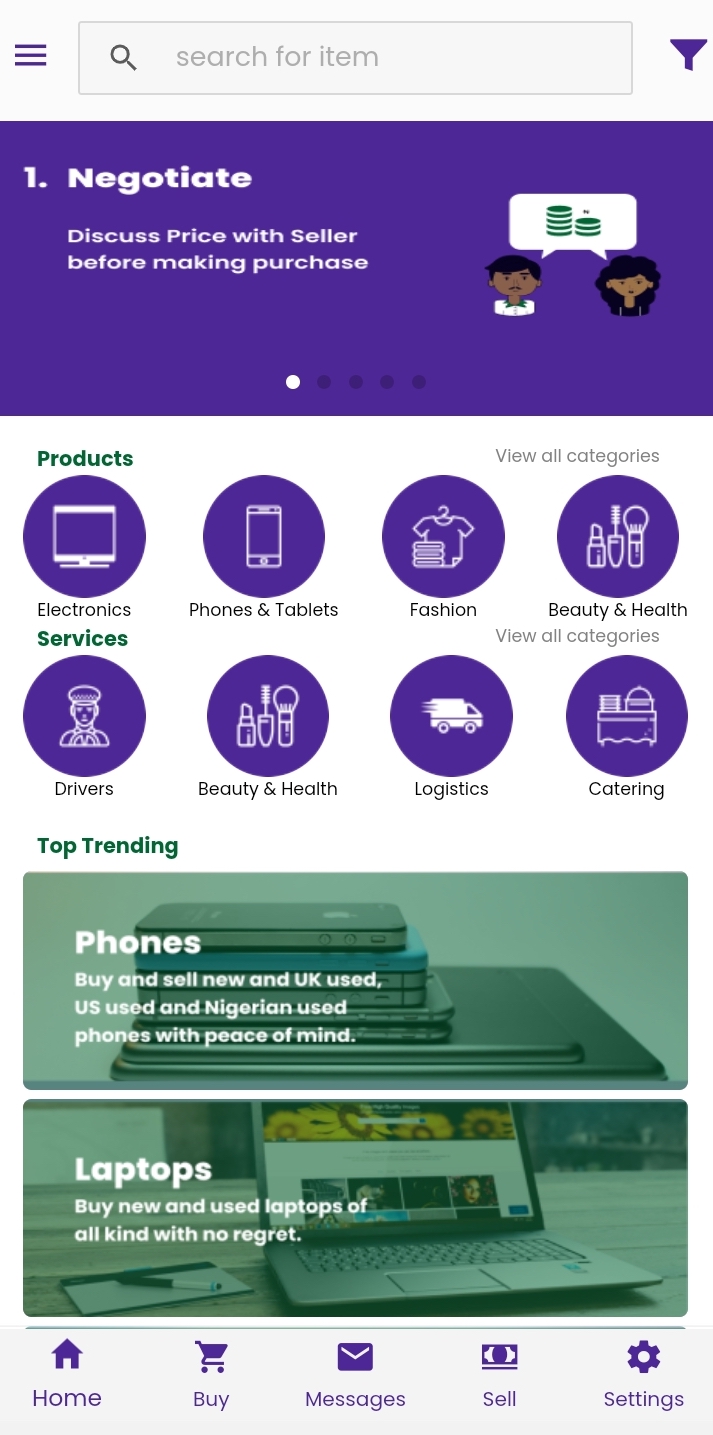 search for item
1. Negotiate
Discuss Price with Seller
before making purchase
Products
View all categories
Electronics
Phones & Tablets
Fashion
Beauty & Health
Services
View all categories
Drivers
Beauty & Health
Logistics
Catering
Top Trending
Phones
Buy and sell new and UK used,
US used and Nigerian used
phones with peace of mind.
Laptops
Buy new and used laptops of
all kind with no regret.
Home
Buy
Messages
Sell
Settings